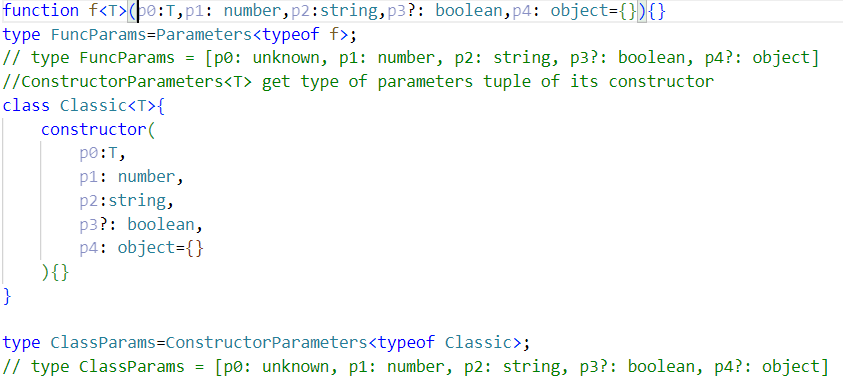 function f<T>(p0:T,p1: number,p2:string,p3?: boolean,p4: object={}){}
type FuncParams=Parameters<typeof f>;
// type FuncParams = [p0: unknown, p1: number, p2: string, p3?: boolean, p4?: object]
//ConstructorParameters<T> get type of parameters tuple of its constructor
class Classic<T>{
    constructor(
        p0:T,
        p1: number,
        p2:string,
        p3?: boolean,
        p4: object={}
    ){}
}
type ClassParams=ConstructorParameters<typeof Classic>;
// type ClassParams = [p0: unknown, p1: number, p2: string, p3?: boolean, p4?: object]